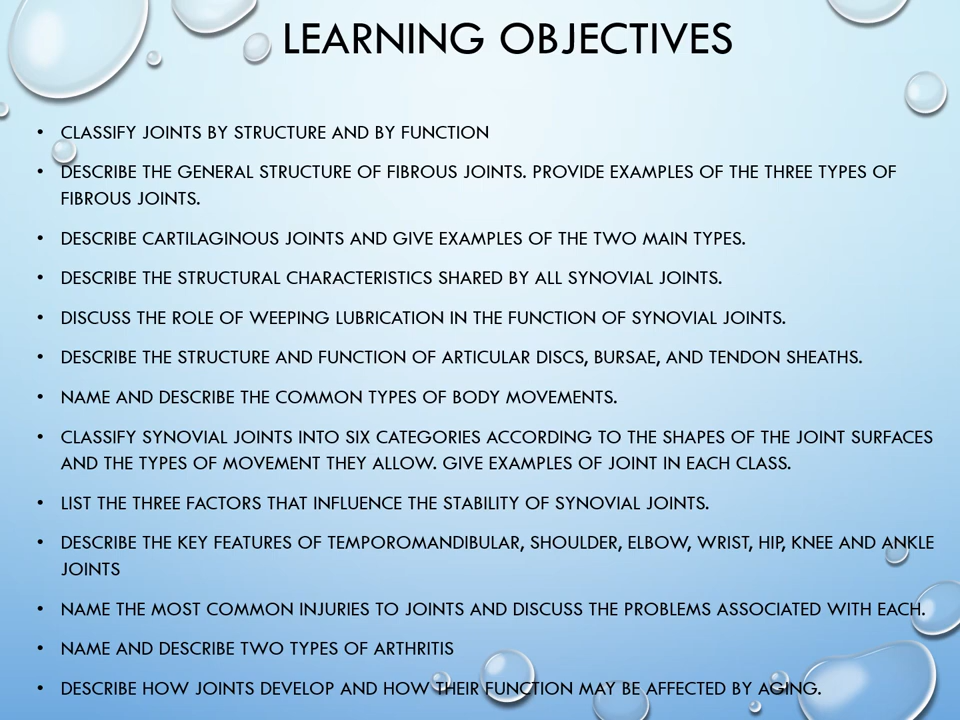 LEARNING OBJECTIVES
• CLASSIFY JOINTS BY STRUCTURE AND BY FUNCTION
• DESCRIBE THE GENERAL STRUCTURE OF FIBROUS JOINTS. PROVIDE EXAMPLES OF THE THREE TYPES OF
FIBROUS JOINTS.
• DESCRIBE CARTILAGINOUS JOINTS AND GIVE EXAMPLES OF THE TWO MAIN TYPES.
• DESCRIBE THE STRUCTURAL CHARACTERISTICS SHARED BY ALL SYNOVIAL JOINTS.
• DISCUSS THE ROLE OF WEEPING LUBRICATION IN THE FUNCTION OF SYNOVIAL JOINTS.
• DESCRIBE THE STRUCTURE AND FUNCTION OF ARTICULAR DISCS, BURSAE, AND TENDON SHEATHS.
• NAME AND DESCRIBE THE COMMON TYPES OF BODY MOVEMENTS.
• CLASSIFY SYNOVIAL JOINTS INTO SIX CATEGORIES ACCORDING TO THE SHAPES OF THE JOINT SURFACES
AND THE TYPES OF MOVEMENT THEY ALLOW. GIVE EXAMPLES OF JOINT IN EACH CLASS.
• LIST THE THREE FACTORS THAT INFLUENCE THE STABILITY OF SYNOVIAL JOINTS.
• DESCRIBE THE KEY FEATURES OF TEMPOROMANDIBULAR, SHOULDER, ELBOW, WRIST, HIP, KNEE AND ANKLE
JOINTS
• NAME THE MOST COMMON INJURIES TO JOINTS AND DISCUSS THE PROBLEMS ASSOCIATED WITH EACH.
• NAME AND DESCRIBE TWO TYPES OF ARTHRITIS
• DESCRIBE HOW JOINTS DEVELOP AND HOW THEIR FUNCTION MAY BE AFFECTED BY AGING.